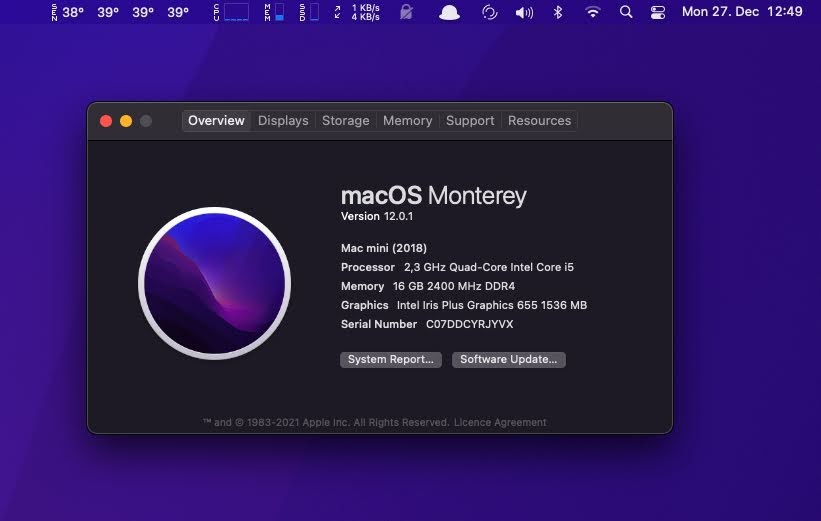 SEN 38° 39° 39° 39° CPU MEM SSD 1 KB/s 4 KB/s Mon 27. Dec 12:49
Overview Displays Storage Memory Support Resources
macOS Monterey
Version 12.0.1
Mac mini (2018)
Processor 2,3 GHz Quad-Core Intel Core i5
Memory 16 GB 2400 MHz DDR4
Graphics Intel Iris Plus Graphics 655 1536 MB
Serial Number C07DDCYRJYVX
System Report... Software Update...
™ and © 1983-2021 Apple Inc. All Rights Reserved. Licence Agreement